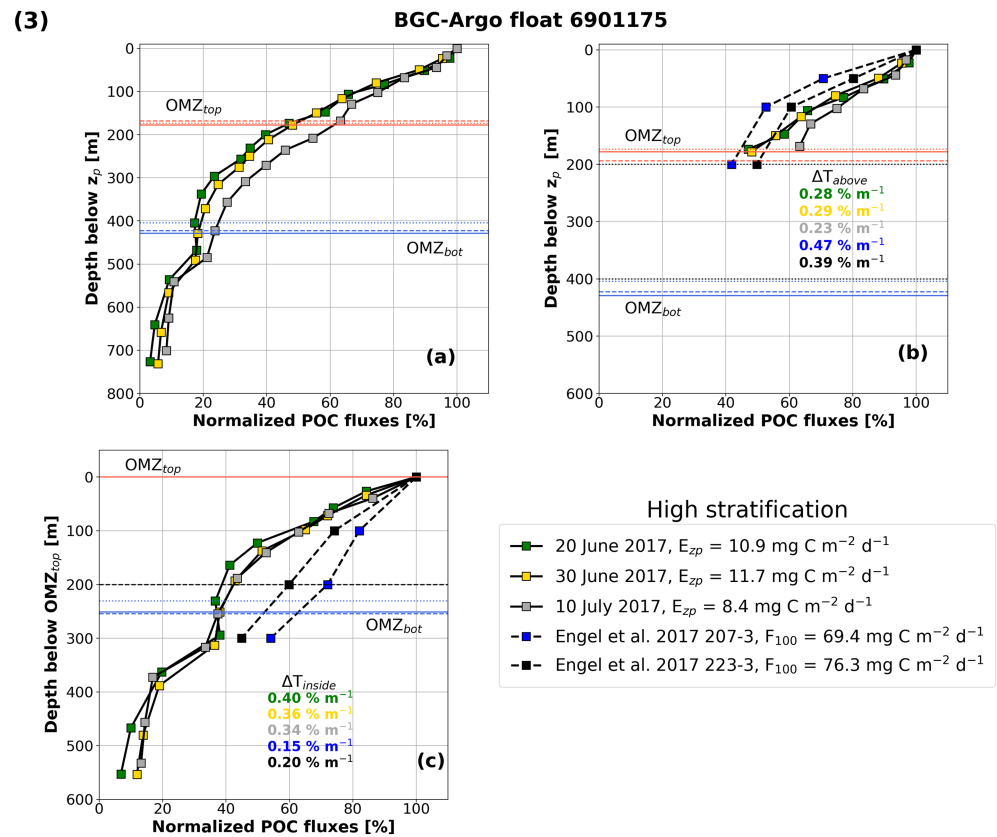 (3)
BGC-Argo float 6901175
0
100
200
300
400
500
600
700
800
Depth below z_p [m]
OMZ_top
OMZ_bot
(a)
0 20 40 60 80 100
Normalized POC fluxes [%]
0
100
200
300
400
500
600
Depth below z_p [m]
OMZ_top
ΔT_above
0.28 % m⁻¹
0.29 % m⁻¹
0.23 % m⁻¹
0.47 % m⁻¹
0.39 % m⁻¹
OMZ_bot
(b)
0 20 40 60 80 100
Normalized POC fluxes [%]
0
100
200
300
400
500
600
Depth below OMZ_top [m]
OMZ_top
OMZ_bot
ΔT_inside
0.40 % m⁻¹
0.36 % m⁻¹
0.34 % m⁻¹
0.15 % m⁻¹
0.20 % m⁻¹
(c)
0 20 40 60 80 100
Normalized POC fluxes [%]
High stratification
20 June 2017, E_zp = 10.9 mg C m⁻² d⁻¹
30 June 2017, E_zp = 11.7 mg C m⁻² d⁻¹
10 July 2017, E_zp = 8.4 mg C m⁻² d⁻¹
Engel et al. 2017 207-3, F₁₀₀ = 69.4 mg C m⁻² d⁻¹
Engel et al. 2017 223-3, F₁₀₀ = 76.3 mg C m⁻² d⁻¹